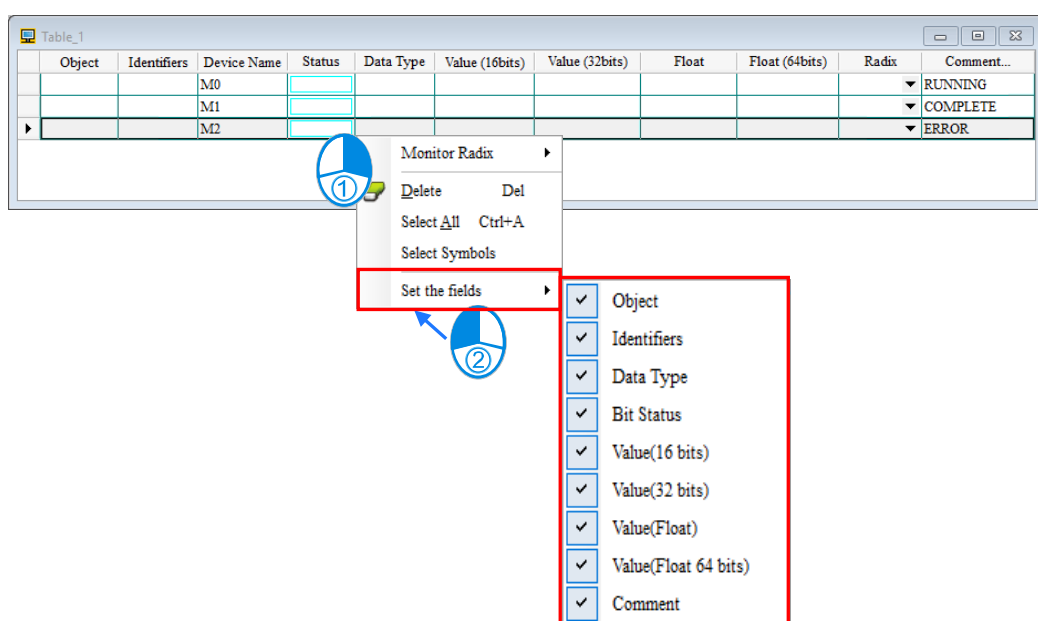 Table_1
Object Identifiers Device Name Status Data Type Value (16bits) Value (32bits) Float Float (64bits) Radix Comment...
M0 RUNNING
M1 COMPLETE
M2 ERROR
Monitor Radix
1
Delete Del
Select All Ctrl+A
Select Symbols
Set the fields
2
Object
Identifiers
Data Type
Bit Status
Value(16 bits)
Value(32 bits)
Value(Float)
Value(Float 64 bits)
Comment